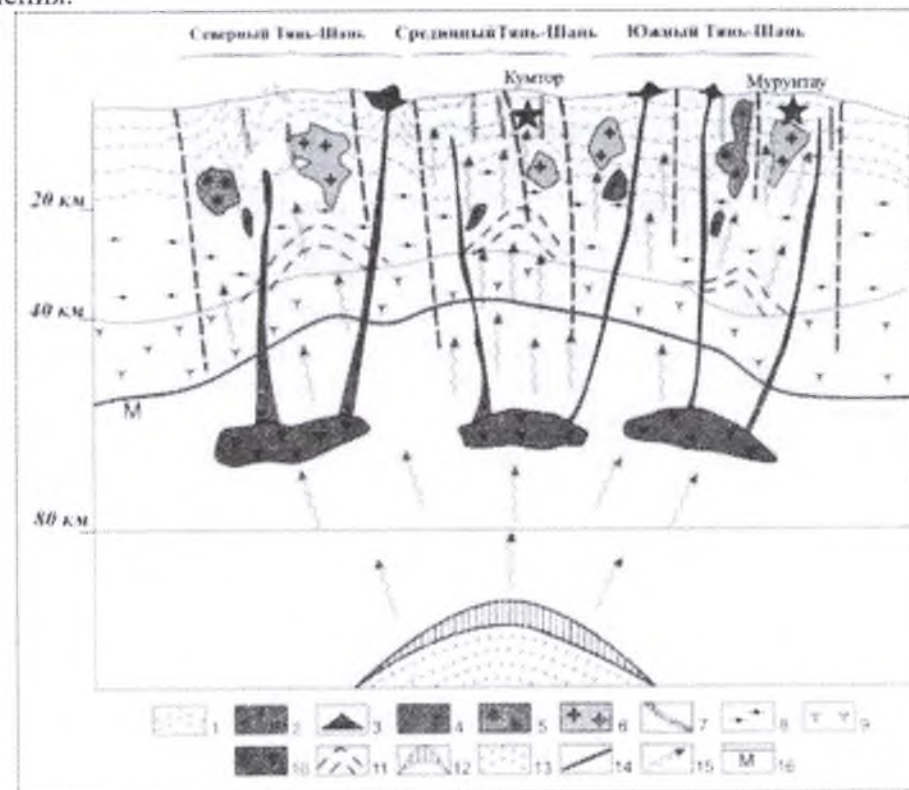 Северный Тянь-Шань Срединный Тянь-Шань Южный Тянь-Шань
Кумтор Мурунтау
20 км
40 км
М
80 км
1 2 3 4 5 6 7 8 9
10 11 12 13 14 15 М 16